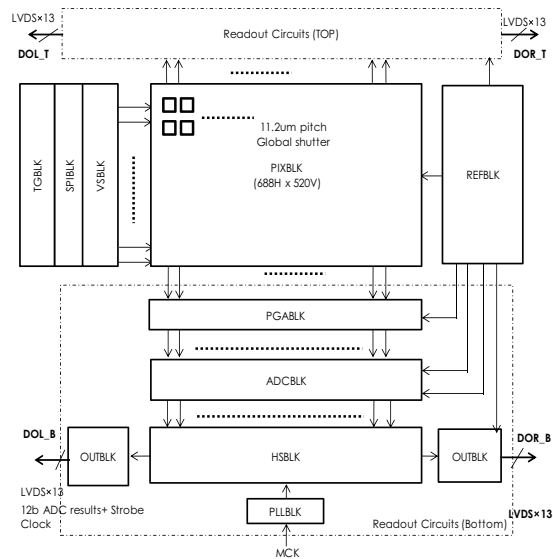 LVDS×13
LVDS×13
Readout Circuits (TOP)
DOL_T
DOR_T
TGBLK
SPIBLK
VSBLK
11.2um pitch
Global shutter
PIXBLK
(688H x 520V)
REFBLK
PGABLK
ADCBLK
DOL_B
DOR_B
OUTBLK
HSBLK
OUTBLK
LVDS×13
12b ADC results+ Strobe
Clock
LVDS×13
PLLBLK
Readout Circuits (Bottom)
MCK